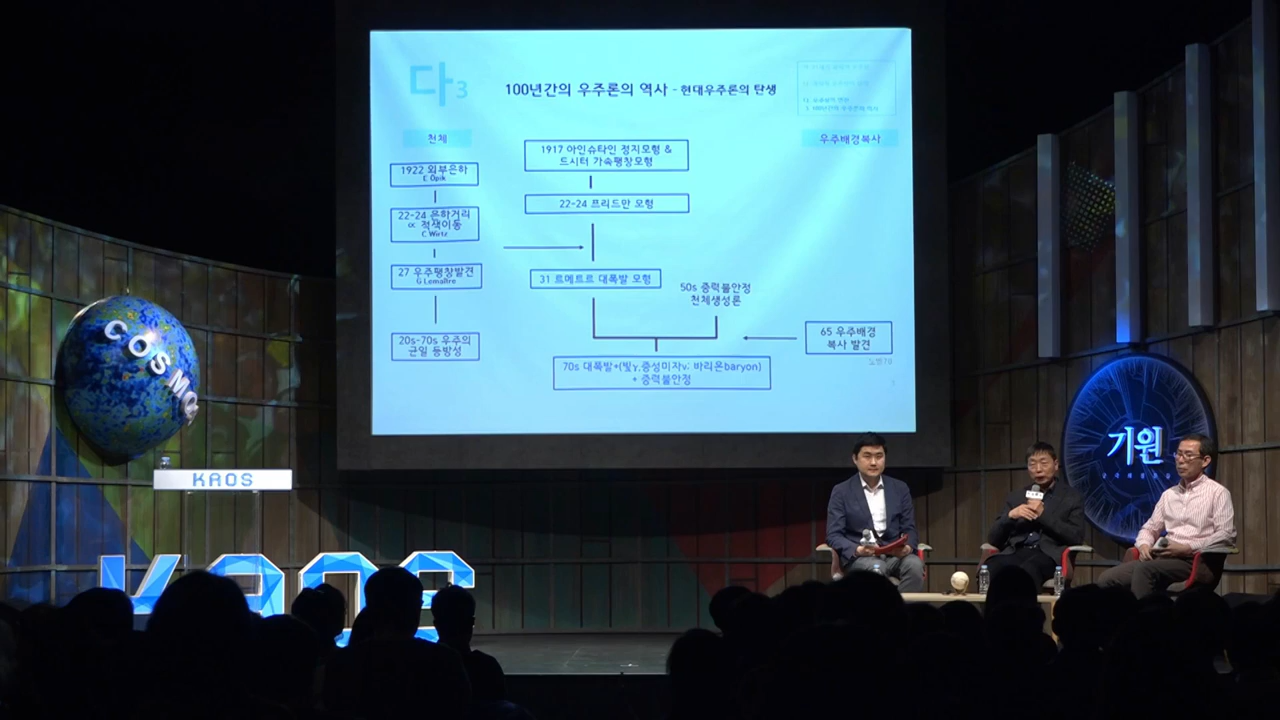 다3
100년간의 우주론의 역사 - 현대우주론의 탄생
천체
우주배경복사
1917 아인슈타인 정지모형 &
드시터 가속팽창모형
1922 외부은하
E Öpik
22-24 프리드만 모형
22-24 은하거리
∝ 적색이동
C Wirtz
27 우주팽창발견
G Lemaître
31 르메트르 대폭발 모형
50s 중력불안정
천체생성론
20s-70s 우주의
균일 등방성
65 우주배경
복사 발견
노벨70
70s 대폭발+(빛γ,중성미자ν; 바리온baryon)
+ 중력불안정
COSMO
KAOS
기원
KAOS